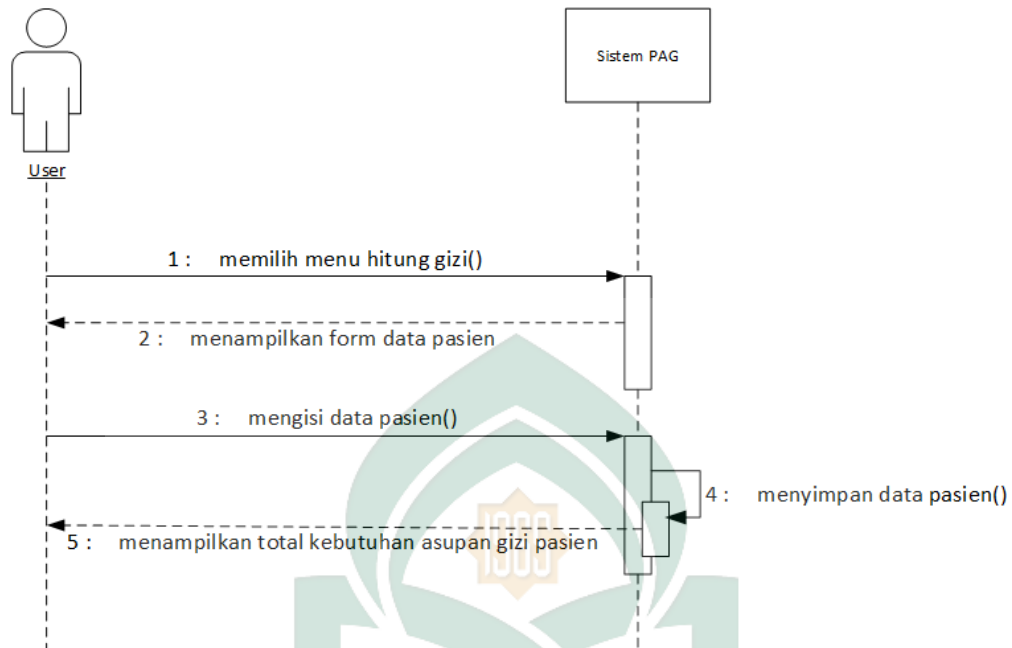 Sistem PAG
User
1 : memilih menu hitung gizi()
2 : menampilkan form data pasien
3 : mengisi data pasien()
4 : menyimpan data pasien()
5 : menampilkan total kebutuhan asupan gizi pasien